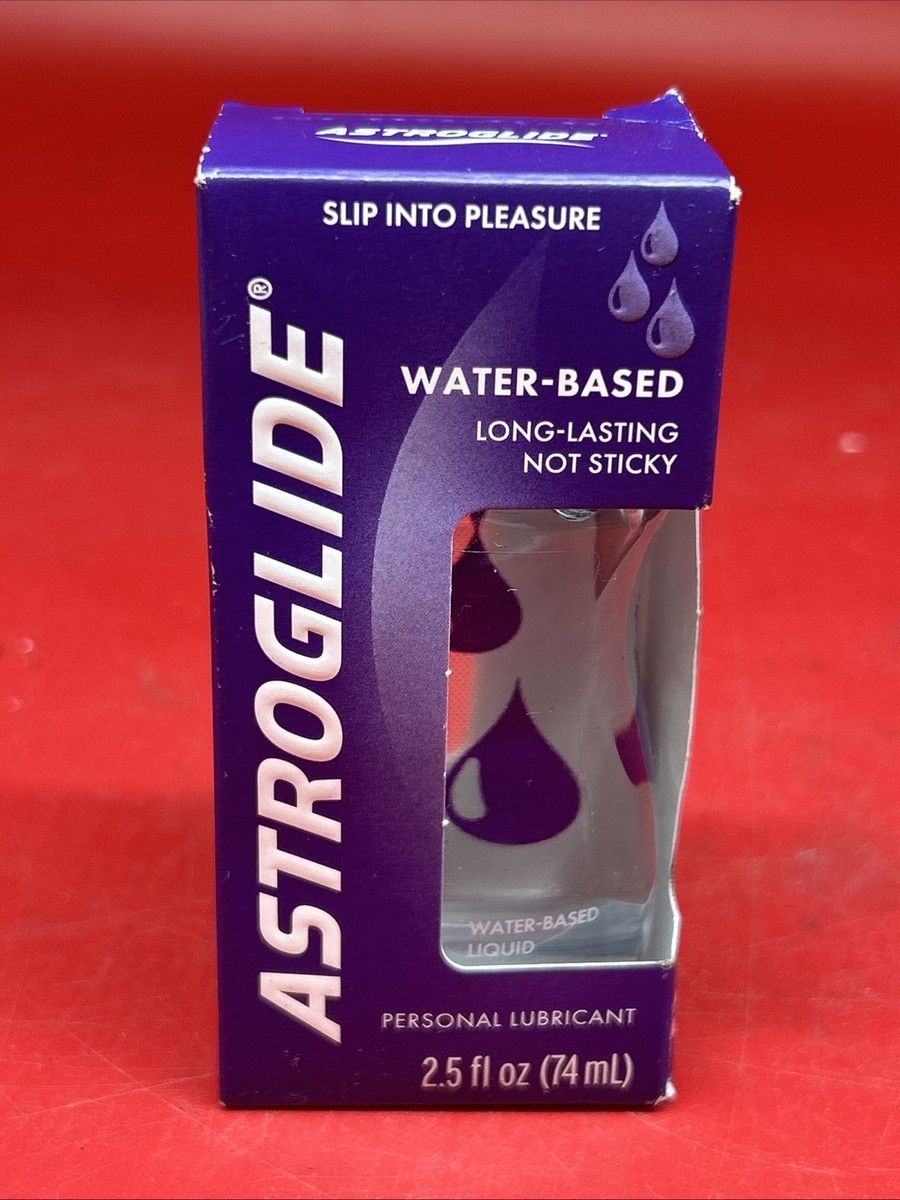 ASTROGLIDE
SLIP INTO PLEASURE
ASTROGLIDE®
WATER-BASED
LONG-LASTING
NOT STICKY
WATER-BASED
LIQUID
PERSONAL LUBRICANT
2.5 fl oz (74 mL)